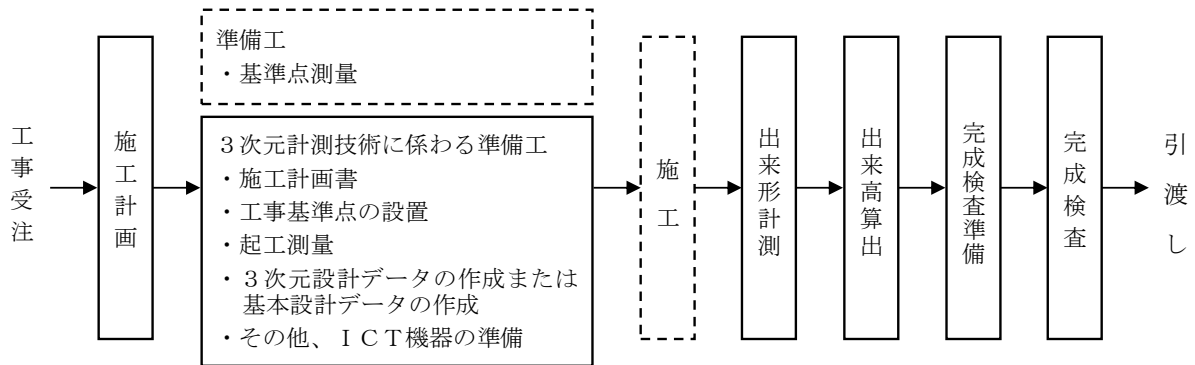 工事受注
施工計画
準備工
・基準点測量
３次元計測技術に係わる準備工
・施工計画書
・工事基準点の設置
・起工測量
・３次元設計データの作成または
基本設計データの作成
・その他、ＩＣＴ機器の準備
施工
出来形計測
出来高算出
完成検査準備
完成検査
引渡し